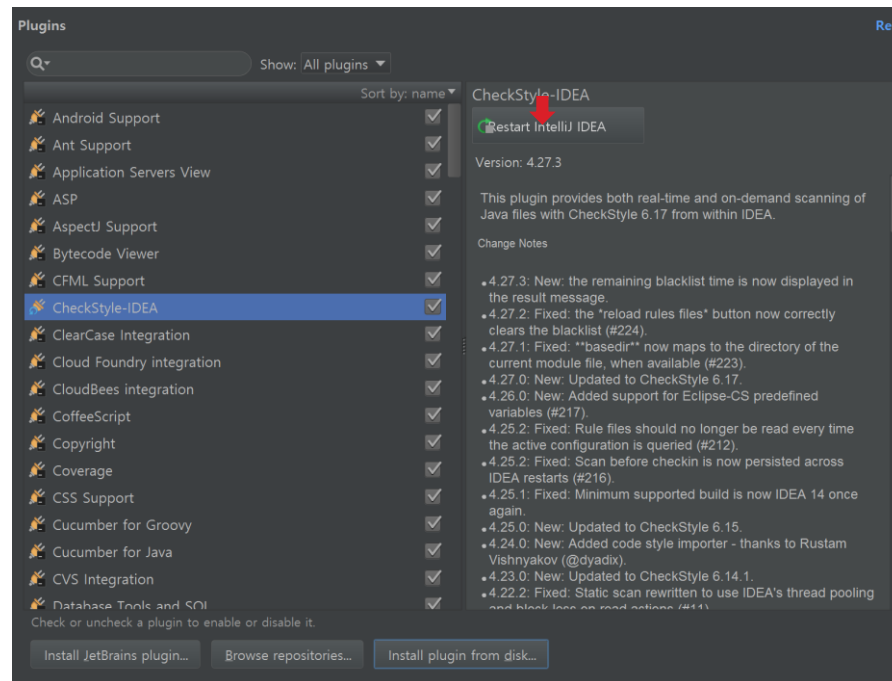 Plugins
Re
Show: All plugins
Sort by: name
Android Support
Ant Support
Application Servers View
ASP
AspectJ Support
Bytecode Viewer
CFML Support
CheckStyle-IDEA
ClearCase Integration
Cloud Foundry integration
CloudBees integration
CoffeeScript
Copyright
Coverage
CSS Support
Cucumber for Groovy
Cucumber for Java
CVS Integration
Database Tools and SQL
CheckStyle-IDEA
Restart IntelliJ IDEA
Version: 4.27.3
This plugin provides both real-time and on-demand scanning of
Java files with CheckStyle 6.17 from within IDEA.
Change Notes
4.27.3: New: the remaining blacklist time is now displayed in
the result message.
4.27.2: Fixed: the *reload rules files* button now correctly
clears the blacklist (#224).
4.27.1: Fixed: **basedir** now maps to the directory of the
current module file, when available (#223).
4.27.0: New: Updated to CheckStyle 6.17.
4.26.0: New: Added support for Eclipse-CS predefined
variables (#217).
4.25.2: Fixed: Rule files should no longer be read every time
the active configuration is queried (#212).
4.25.2: Fixed: Scan before checkin is now persisted across
IDEA restarts (#216).
4.25.1: Fixed: Minimum supported build is now IDEA 14 once
again.
4.25.0: New: Updated to CheckStyle 6.15.
4.24.0: New: Added code style importer - thanks to Rustam
Vishnyakov (@dyadix).
4.23.0: New: Updated to CheckStyle 6.14.1.
4.22.2: Fixed: Static scan rewritten to use IDEA's thread pooling
and block less on read actions (#11)
Check or uncheck a plugin to enable or disable it.
Install JetBrains plugin...
Browse repositories...
Install plugin from disk...